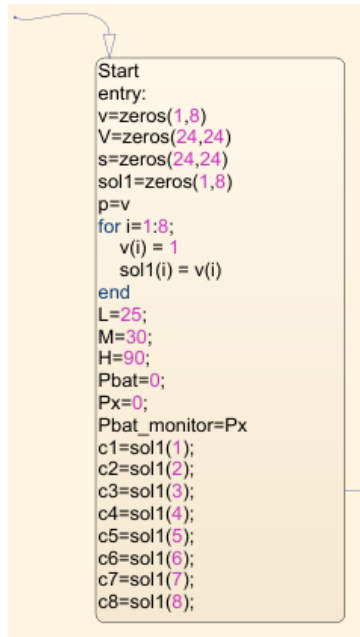 Start
entry:
v=zeros(1,8)
V=zeros(24,24)
s=zeros(24,24)
sol1=zeros(1,8)
p=v
for i=1:8;
v(i) = 1
sol1(i) = v(i)
end
L=25;
M=30;
H=90;
Pbat=0;
Px=0;
Pbat_monitor=Px
c1=sol1(1);
c2=sol1(2);
c3=sol1(3);
c4=sol1(4);
c5=sol1(5);
c6=sol1(6);
c7=sol1(7);
c8=sol1(8);